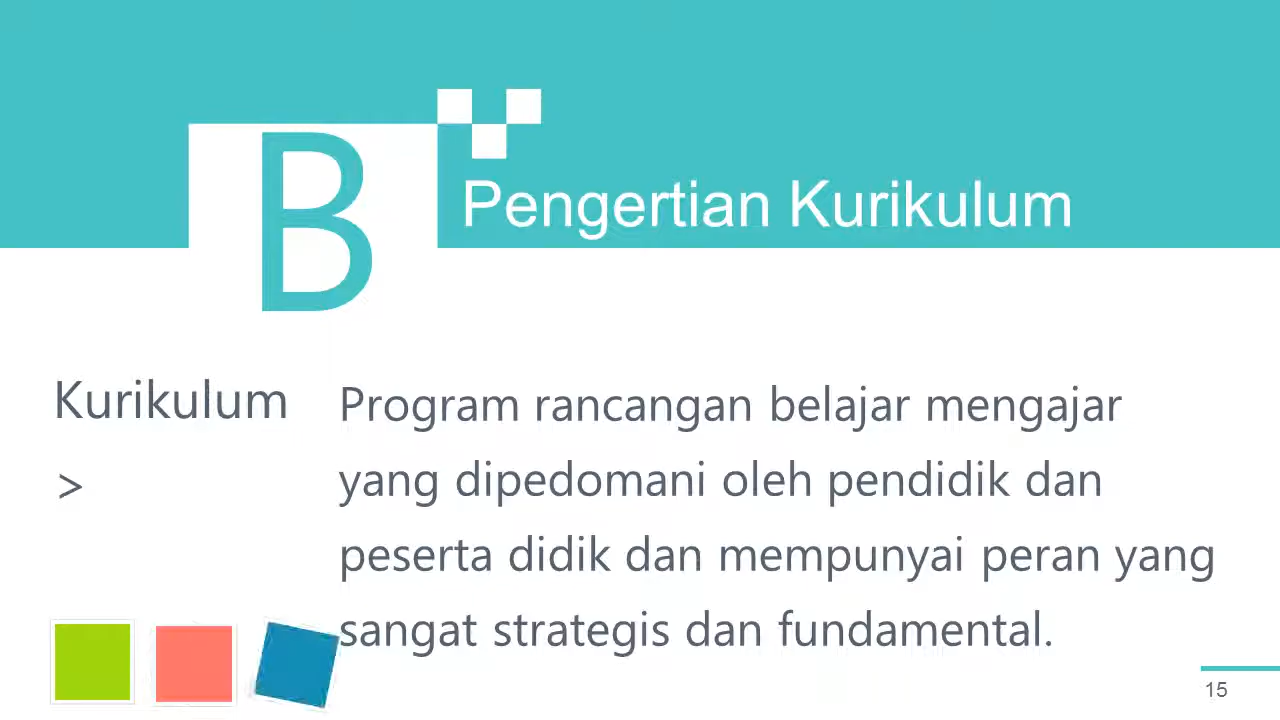 B
Pengertian Kurikulum
Kurikulum
>
Program rancangan belajar mengajar
yang dipedomani oleh pendidik dan
peserta didik dan mempunyai peran yang
sangat strategis dan fundamental.
15